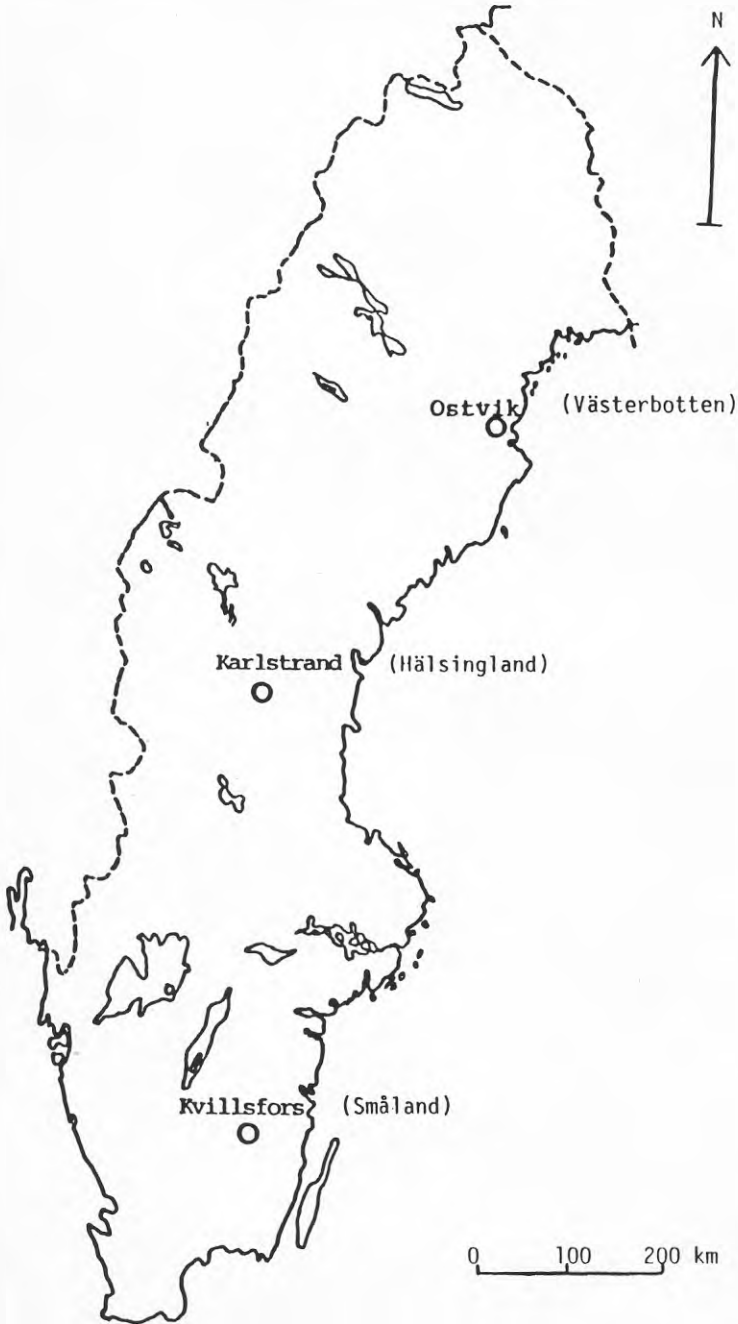 N
Ostvik (Västerbotten)
Karlstrand (Hälsingland)
Kvillsfors (Småland)
0 100 200 km